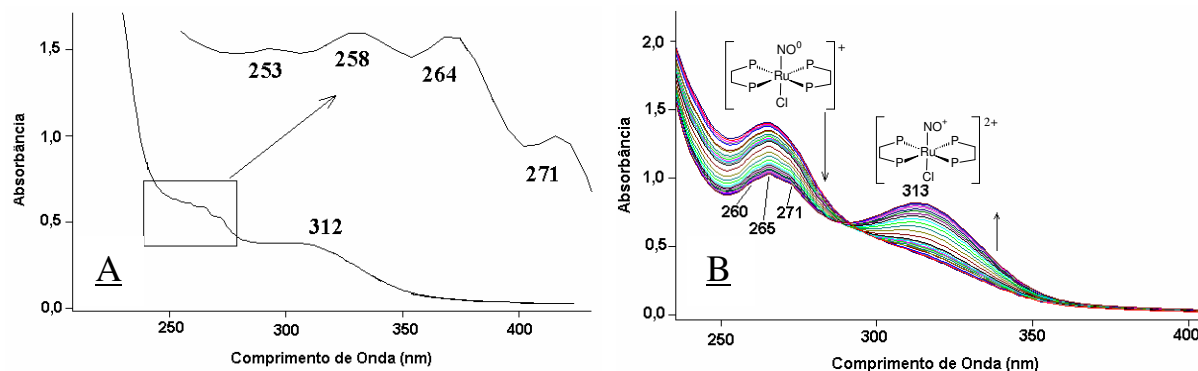 Absorbância
1,5
1,0
0,5
0,0
253
258
264
271
312
A
250
300
350
400
Comprimento de Onda (nm)
B
Absorbância
2,0
1,5
1,0
0,5
0,0
NO⁰
+
P
P
Ru
P
P
Cl
NO⁺
2+
P
P
Ru
P
P
Cl
313
260
265
271
250
300
350
400
Comprimento de Onda (nm)